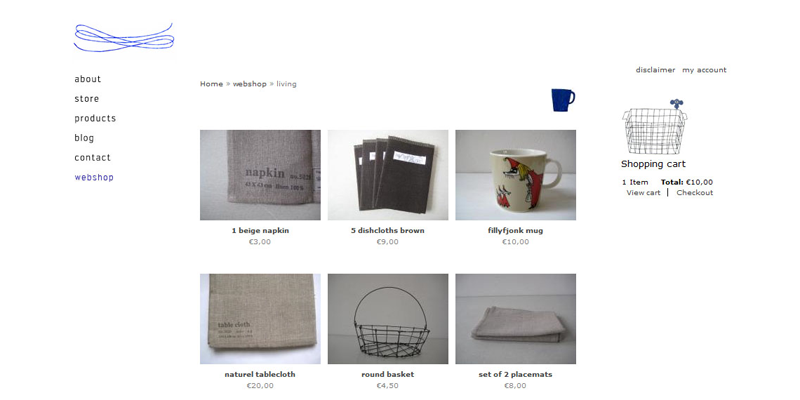 disclaimer my account
about
store
products
blog
contact
webshop
Home » webshop » living
Shopping cart
1 Item Total: €10,00
View cart | Checkout
napkin
1 beige napkin
€3,00
5 dishcloths brown
€9,00
fillyfjonk mug
€10,00
table cloth
naturel tablecloth
€20,00
round basket
€4,50
set of 2 placemats
€8,00